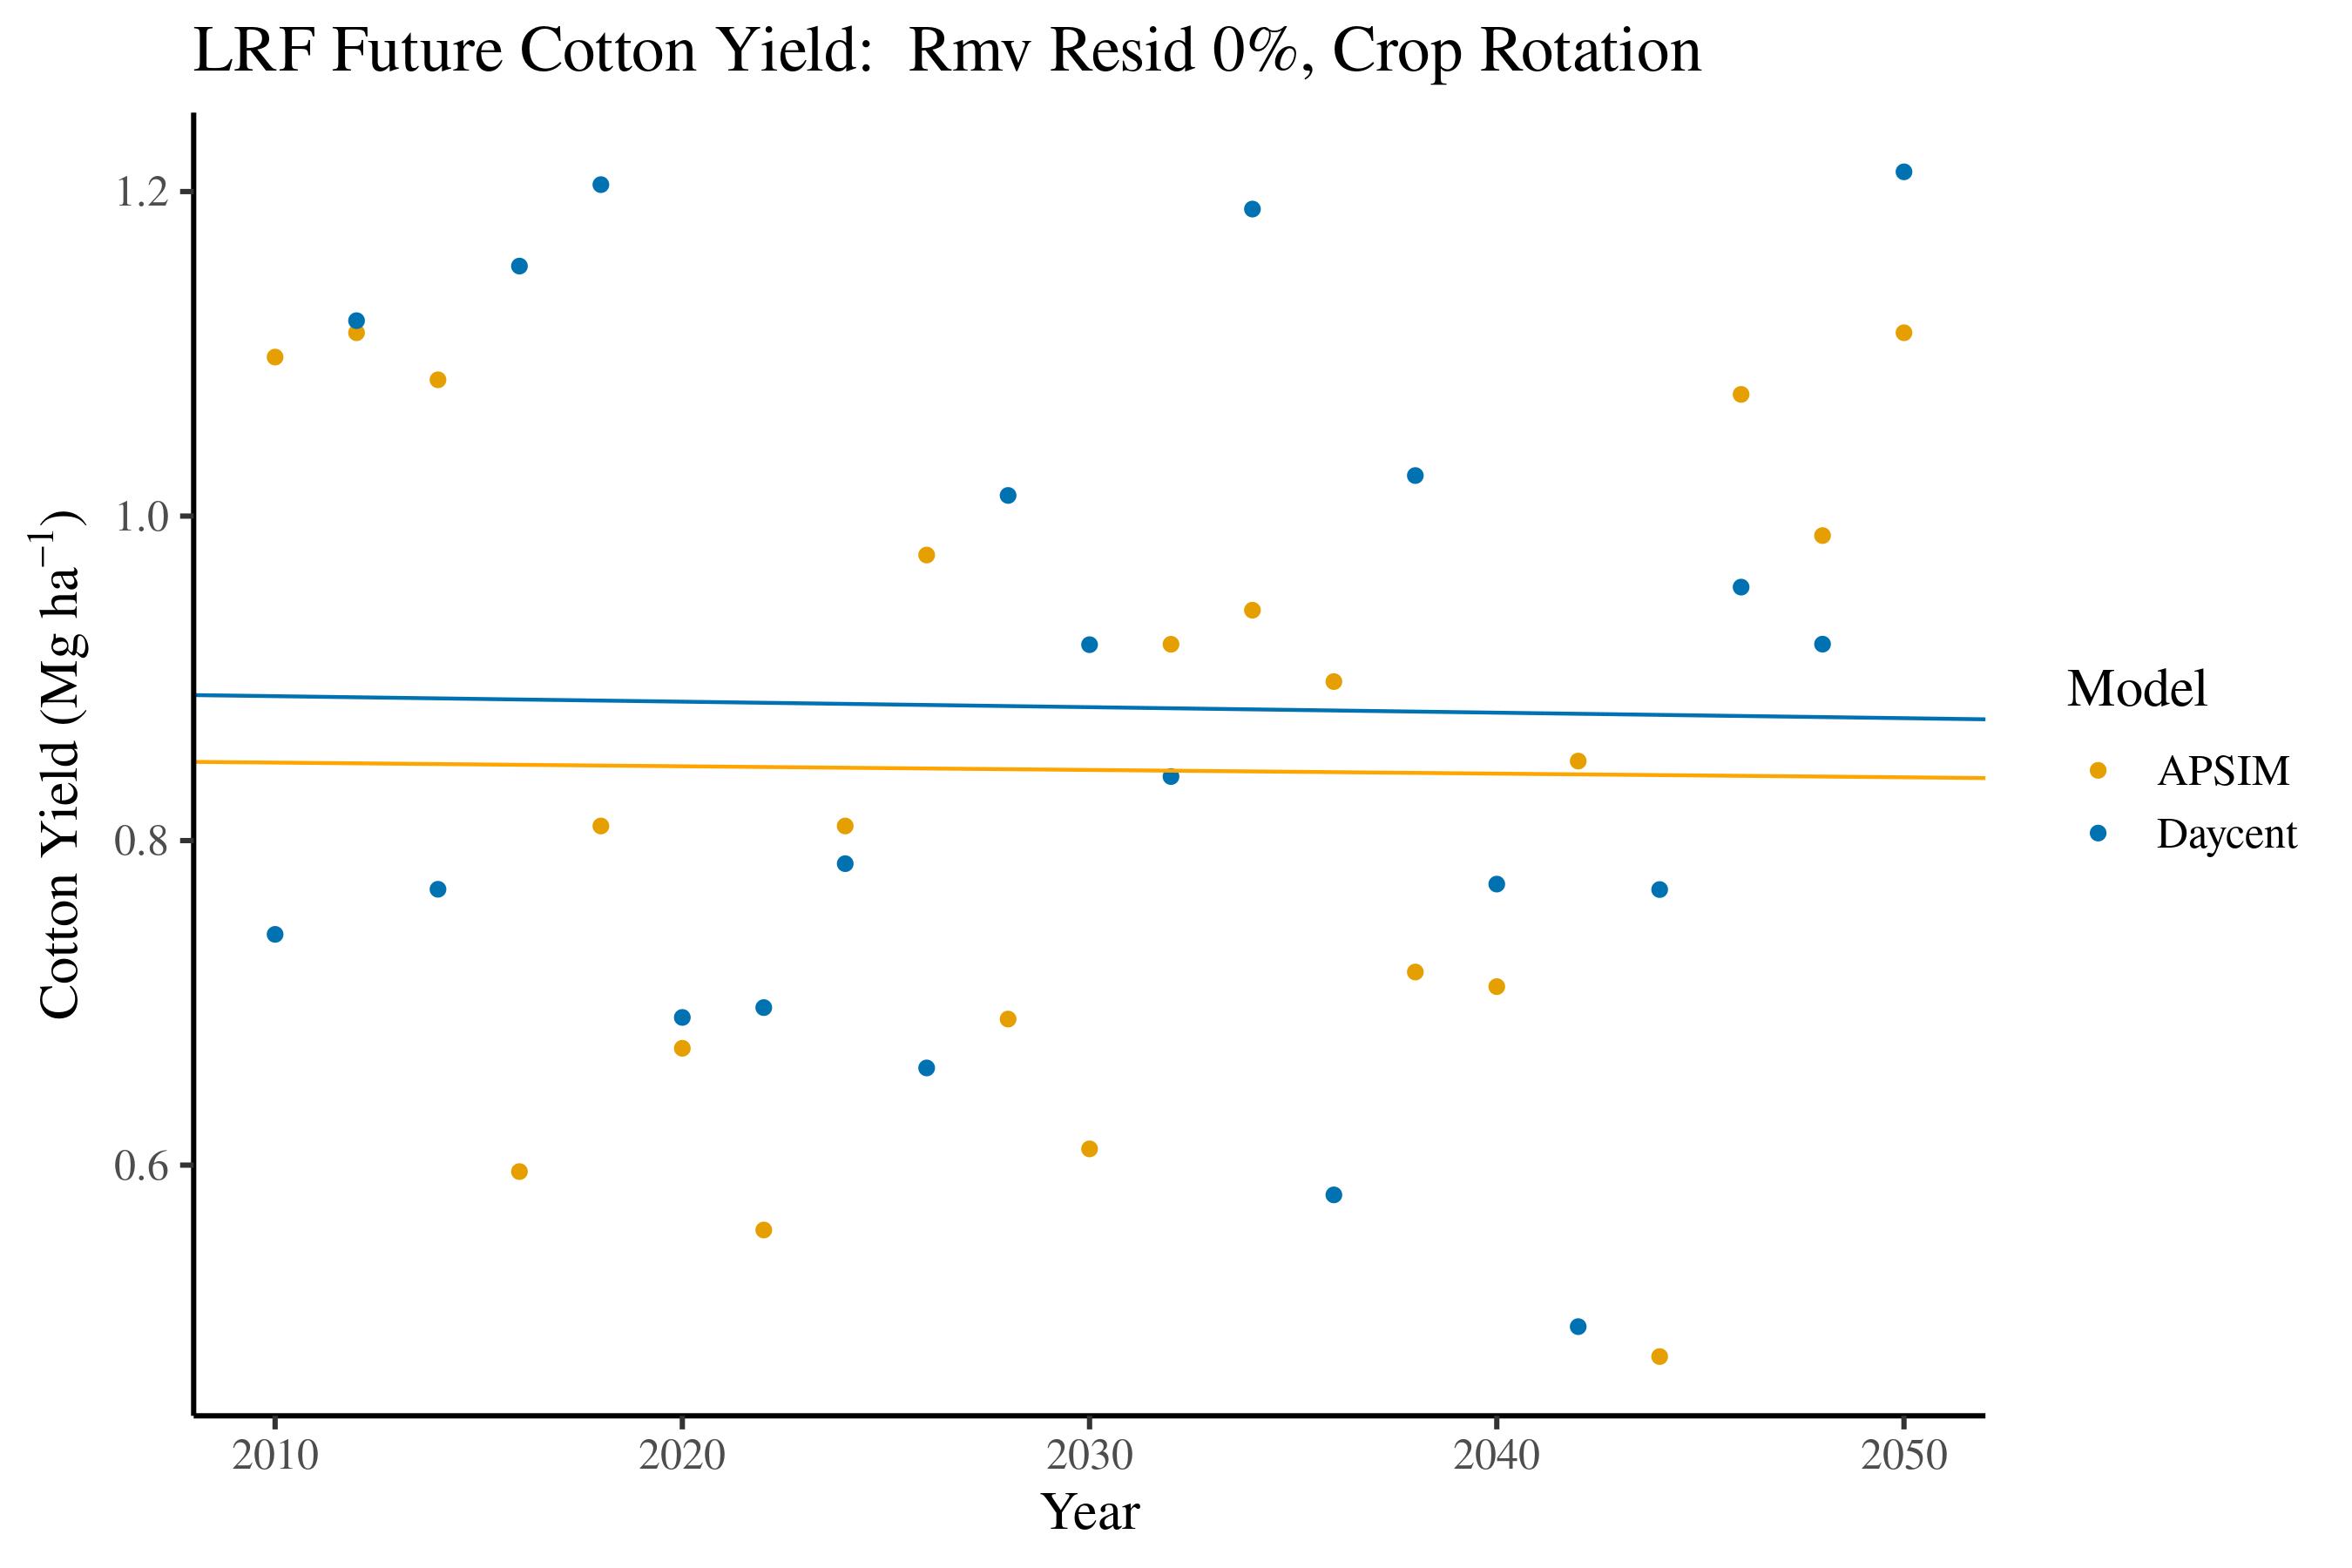 LRF Future Cotton Yield:  Rmv Resid 0%, Crop Rotation
Cotton Yield (Mg ha⁻¹)
1.2
1.0
0.8
0.6
2010 2020 2030 2040 2050
Year
Model
APSIM
Daycent